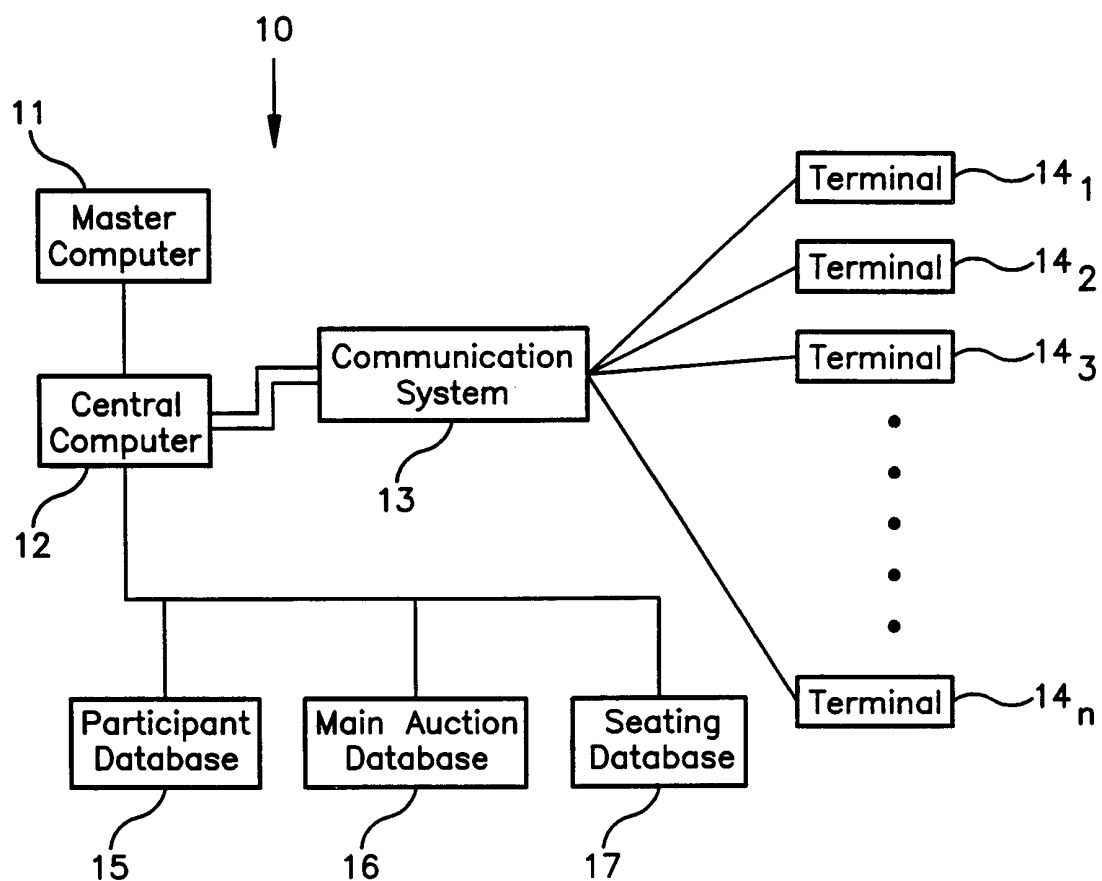 10
11
Master
Computer
Terminal 14 1
Terminal 14 2
Terminal 14 3
Communication
System
13
Central
Computer
12
Terminal 14 n
Participant
Database
15
Main Auction
Database
16
Seating
Database
17